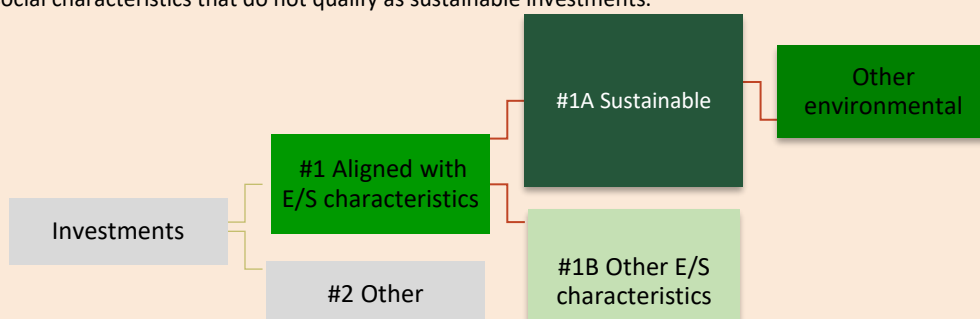 social characteristics that do not qualify as sustainable investments.
#1A Sustainable
Other
environmental
#1 Aligned with
E/S characteristics
Investments
#2 Other
#1B Other E/S
characteristics